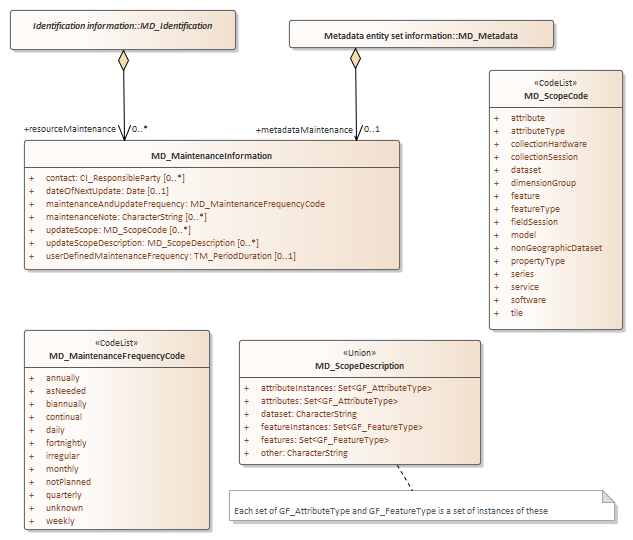 Identification information::MD_Identification
Metadata entity set information::MD_Metadata
+resourceMaintenance 0..*
+metadataMaintenance 0..1
MD_MaintenanceInformation
+ contact: CI_ResponsibleParty [0..*]
+ dateOfNextUpdate: Date [0..1]
+ maintenanceAndUpdateFrequency: MD_MaintenanceFrequencyCode
+ maintenanceNote: CharacterString [0..*]
+ updateScope: MD_ScopeCode [0..*]
+ updateScopeDescription: MD_ScopeDescription [0..*]
+ userDefinedMaintenanceFrequency: TM_PeriodDuration [0..1]
«CodeList»
MD_ScopeCode
+ attribute
+ attributeType
+ collectionHardware
+ collectionSession
+ dataset
+ dimensionGroup
+ feature
+ featureType
+ fieldSession
+ model
+ nonGeographicDataset
+ propertyType
+ series
+ service
+ software
+ tile
«CodeList»
MD_MaintenanceFrequencyCode
+ annually
+ asNeeded
+ biannually
+ continual
+ daily
+ fortnightly
+ irregular
+ monthly
+ notPlanned
+ quarterly
+ unknown
+ weekly
«Union»
MD_ScopeDescription
+ attributeInstances: Set<GF_AttributeType>
+ attributes: Set<GF_AttributeType>
+ dataset: CharacterString
+ featureInstances: Set<GF_FeatureType>
+ features: Set<GF_FeatureType>
+ other: CharacterString
Each set of GF_AttributeType and GF_FeatureType is a set of instances of these